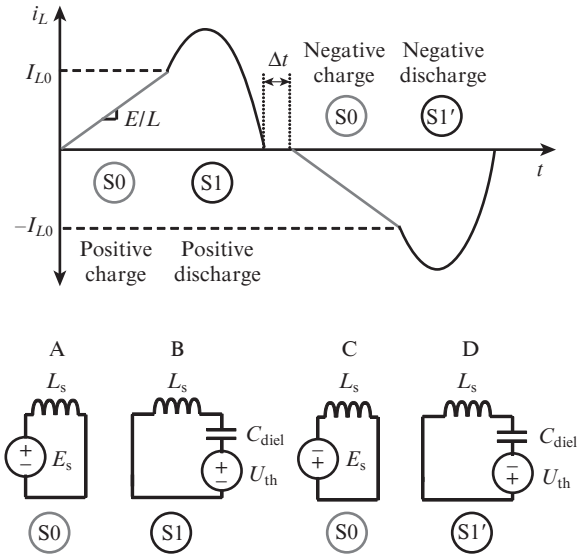 i_L
I_L0
E/L
Δt
Negative
charge
Negative
discharge
S0
S1′
S0
S1
t
−I_L0
Positive
charge
Positive
discharge
A
B
C
D
L_s
L_s
L_s
L_s
+
−
E_s
C_diel
+
−
U_th
−
+
E_s
C_diel
−
+
U_th
S0
S1
S0
S1′